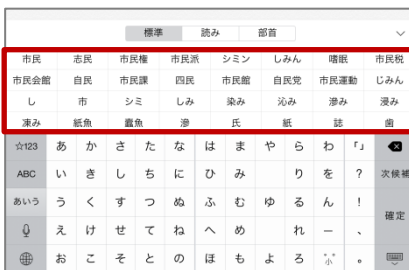 標準 読み 部首
市民 志民 市民権 市民派 シミン しみん 嗜眠 市民税
市民会館 自民 市民課 四民 市民館 自民党 市民運動 じみん
し 市 シミ しみ 染み 沁み 滲み 浸み
凍み 紙魚 蠹魚 滲 氏 紙 誌 歯
☆123 あ か さ た な は ま や ら わ 「」
ABC い き し ち に ひ み り を ? 次候補
あいう う く す つ ぬ ふ む ゆ る ん ! 確定
え け せ て ね へ め れ ー 、
お こ そ と の ほ も よ ろ 小 。